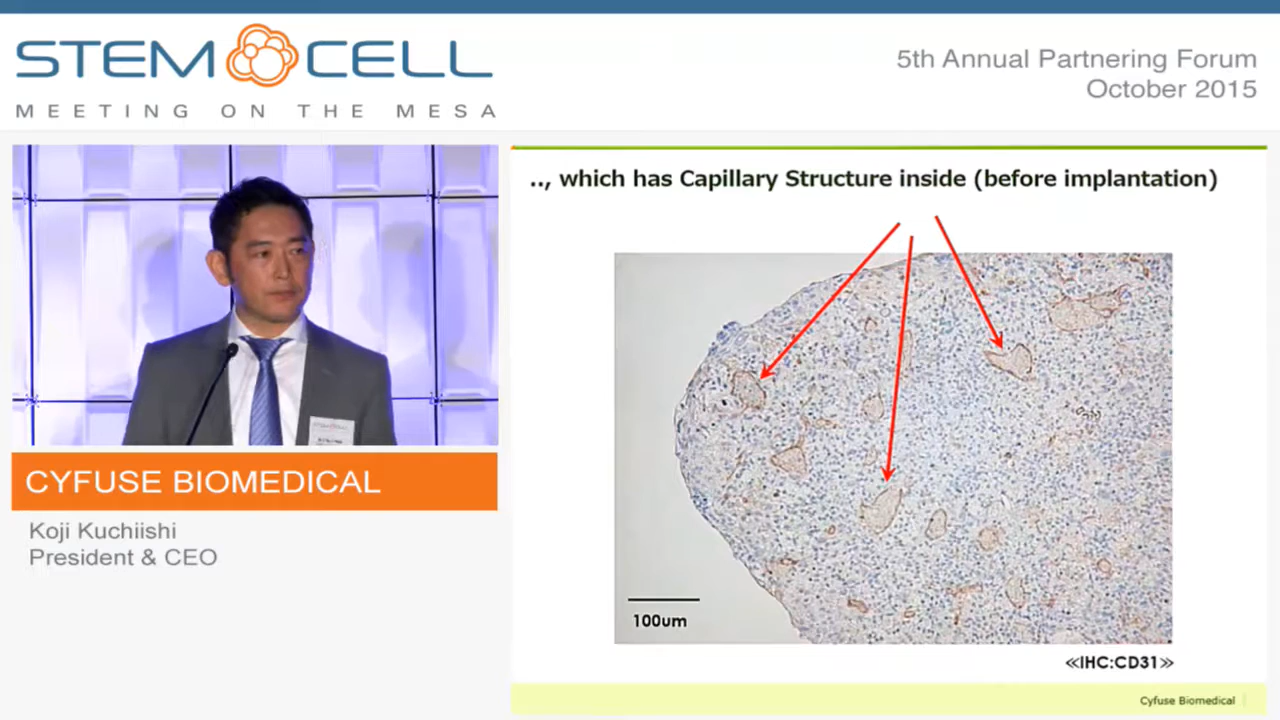 STEM CELL
MEETING ON THE MESA
5th Annual Partnering Forum
October 2015
CYFUSE BIOMEDICAL
Koji Kuchiishi
President & CEO
.., which has Capillary Structure inside (before implantation)
100um
≪IHC:CD31≫
Cyfuse Biomedical